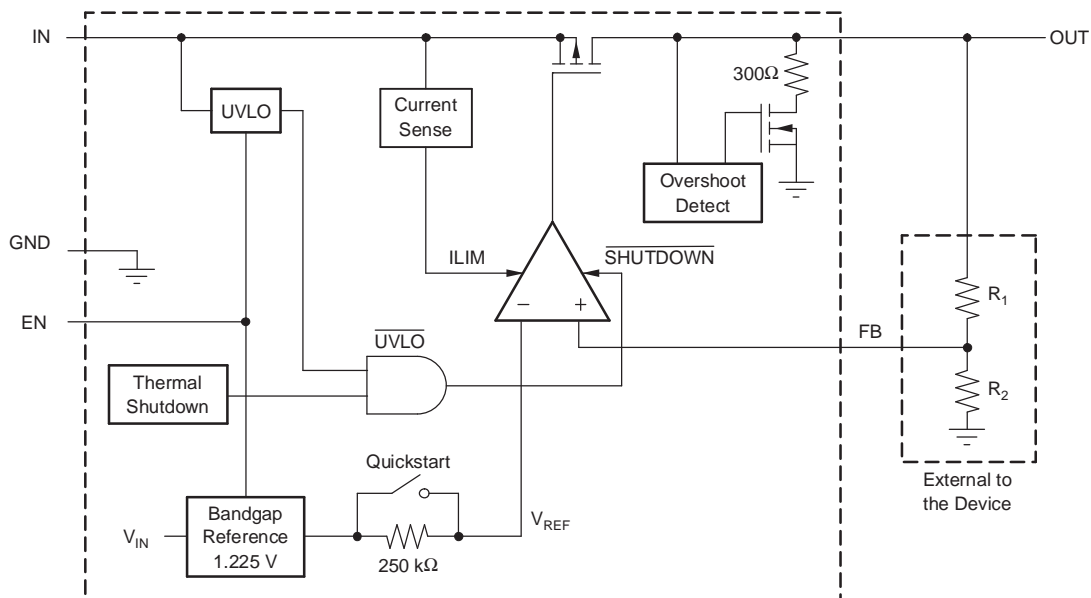 IN
OUT
300Ω
UVLO
Current
Sense
Overshoot
Detect
GND
ILIM
SHUTDOWN
− +
R1
EN
UVLO
FB
Thermal
Shutdown
R2
Quickstart
External to
the Device
VIN
Bandgap
Reference
1.225 V
VREF
250 kΩ